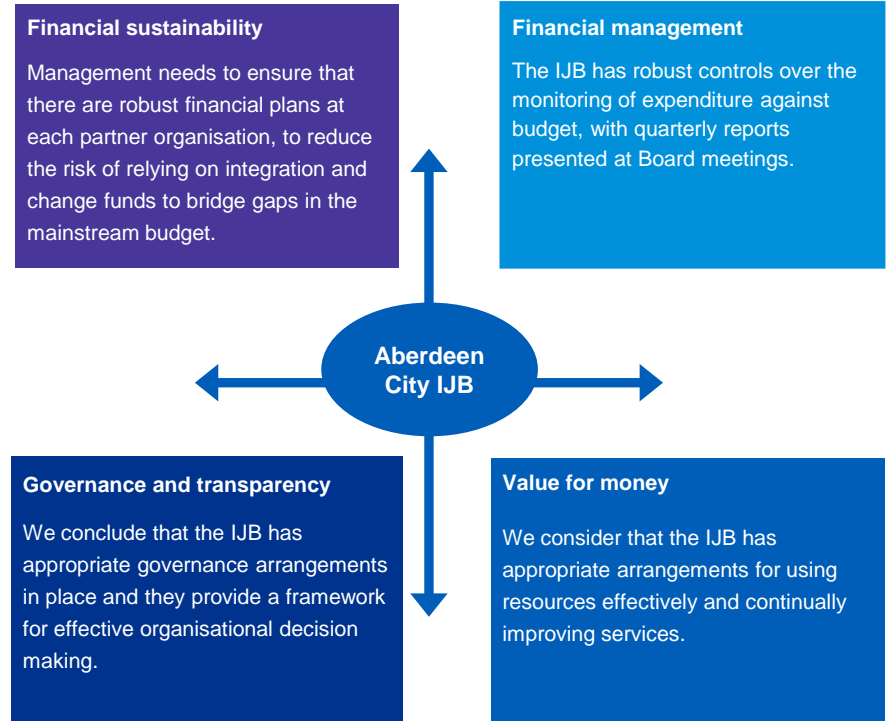 Financial sustainability
Management needs to ensure that
there are robust financial plans at
each partner organisation, to reduce
the risk of relying on integration and
change funds to bridge gaps in the
mainstream budget.
Financial management
The IJB has robust controls over the
monitoring of expenditure against
budget, with quarterly reports
presented at Board meetings.
Aberdeen
City IJB
Governance and transparency
We conclude that the IJB has
appropriate governance arrangements
in place and they provide a framework
for effective organisational decision
making.
Value for money
We consider that the IJB has
appropriate arrangements for using
resources effectively and continually
improving services.